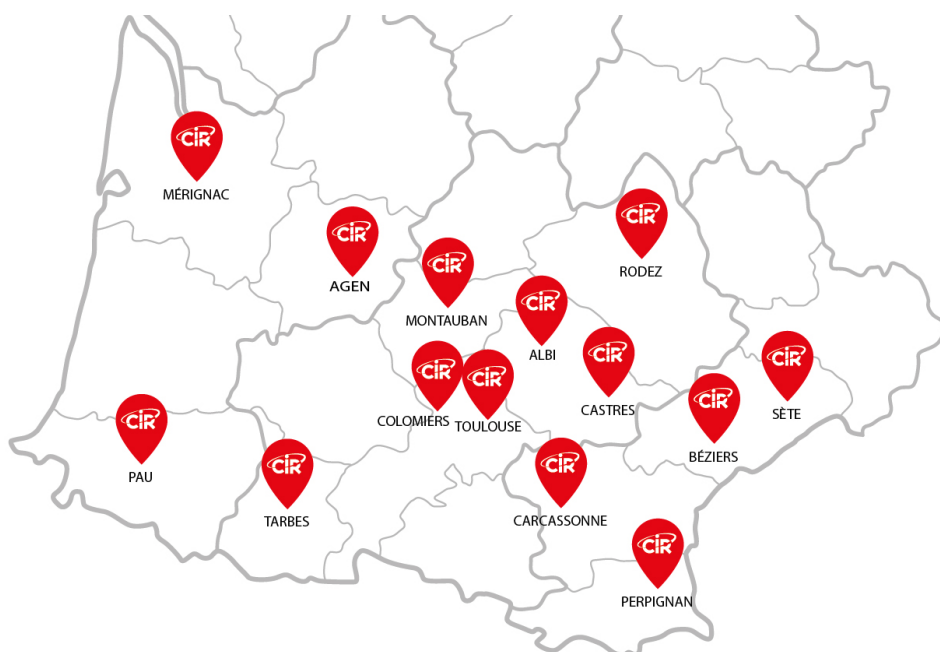 CIR
MÉRIGNAC
CIR
AGEN
CIR
RODEZ
CIR
MONTAUBAN
CIR
ALBI
CIR
COLOMIERS
CIR
TOULOUSE
CIR
CASTRES
CIR
SÈTE
CIR
BÉZIERS
CIR
PAU
CIR
TARBES
CIR
CARCASSONNE
CIR
PERPIGNAN